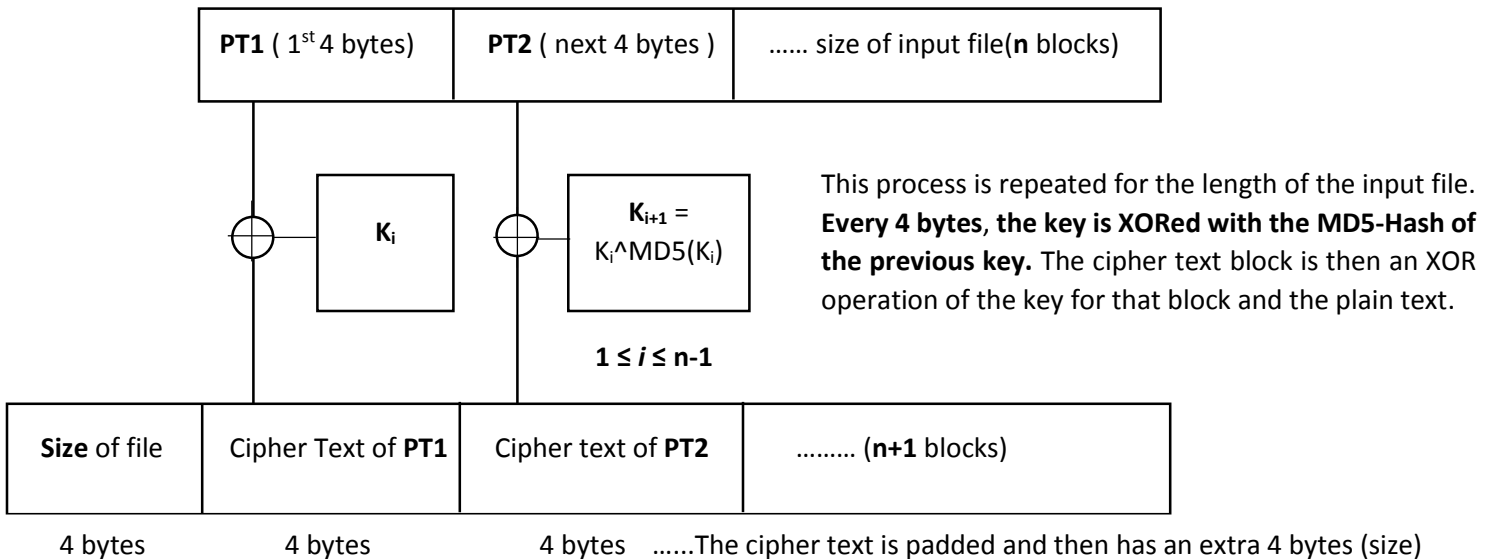 PT1 ( 1st 4 bytes)
PT2 ( next 4 bytes )
…… size of input file(n blocks)
Ki
Ki+1 =
Ki^MD5(Ki)
1 ≤ i ≤ n-1
This process is repeated for the length of the input file.
Every 4 bytes, the key is XORed with the MD5-Hash of
the previous key. The cipher text block is then an XOR
operation of the key for that block and the plain text.
Size of file
Cipher Text of PT1
Cipher text of PT2
……… (n+1 blocks)
4 bytes
4 bytes
4 bytes
……The cipher text is padded and then has an extra 4 bytes (size)